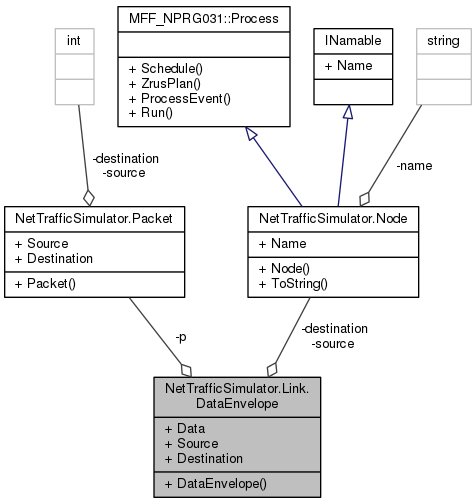 int
MFF_NPRG031::Process
+ Schedule()
+ ZrusPlan()
+ ProcessEvent()
+ Run()
INamable
+ Name
string
-destination
-source
-name
NetTrafficSimulator.Packet
+ Source
+ Destination
+ Packet()
NetTrafficSimulator.Node
+ Name
+ Node()
+ ToString()
-p
-destination
-source
NetTrafficSimulator.Link.
DataEnvelope
+ Data
+ Source
+ Destination
+ DataEnvelope()